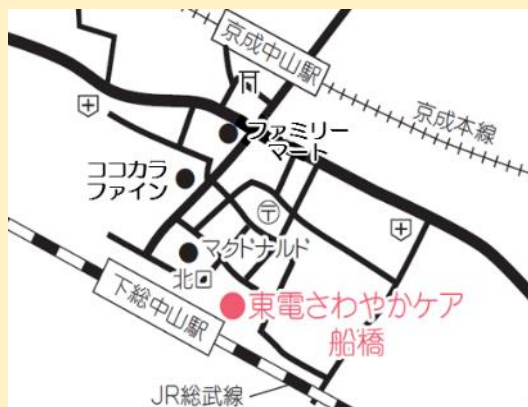 京成中山駅
京成本線
ファミリー
マート
ココカラ
ファイン
〒
マクドナルド
北口
下総中山駅
東電さわやかケア
船橋
JR総武線